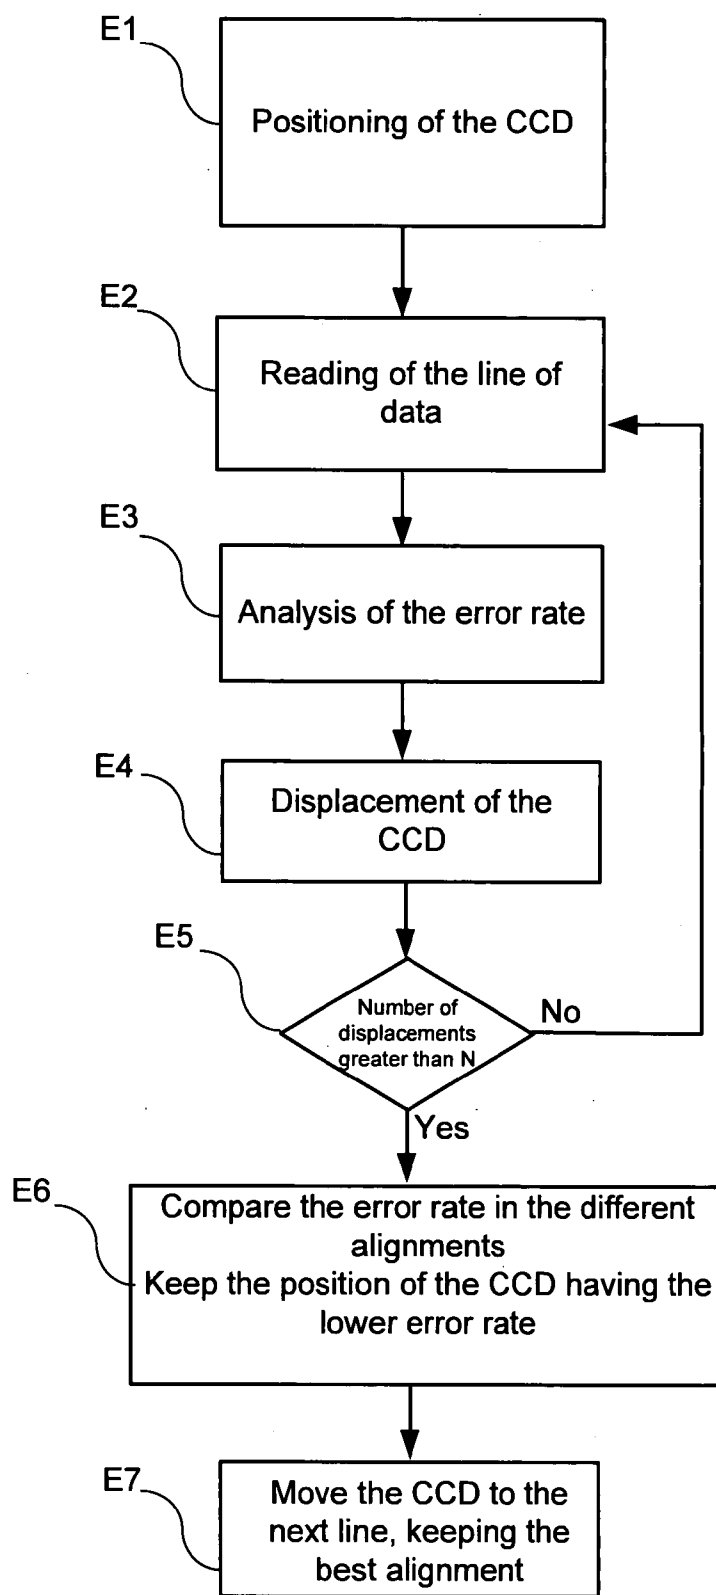 E1
Positioning of the CCD
E2
Reading of the line of
data
E3
Analysis of the error rate
E4
Displacement of the
CCD
E5
Number of
displacements
greater than N
No
Yes
E6
Compare the error rate in the different
alignments
Keep the position of the CCD having the
lower error rate
E7
Move the CCD to the
next line, keeping the
best alignment